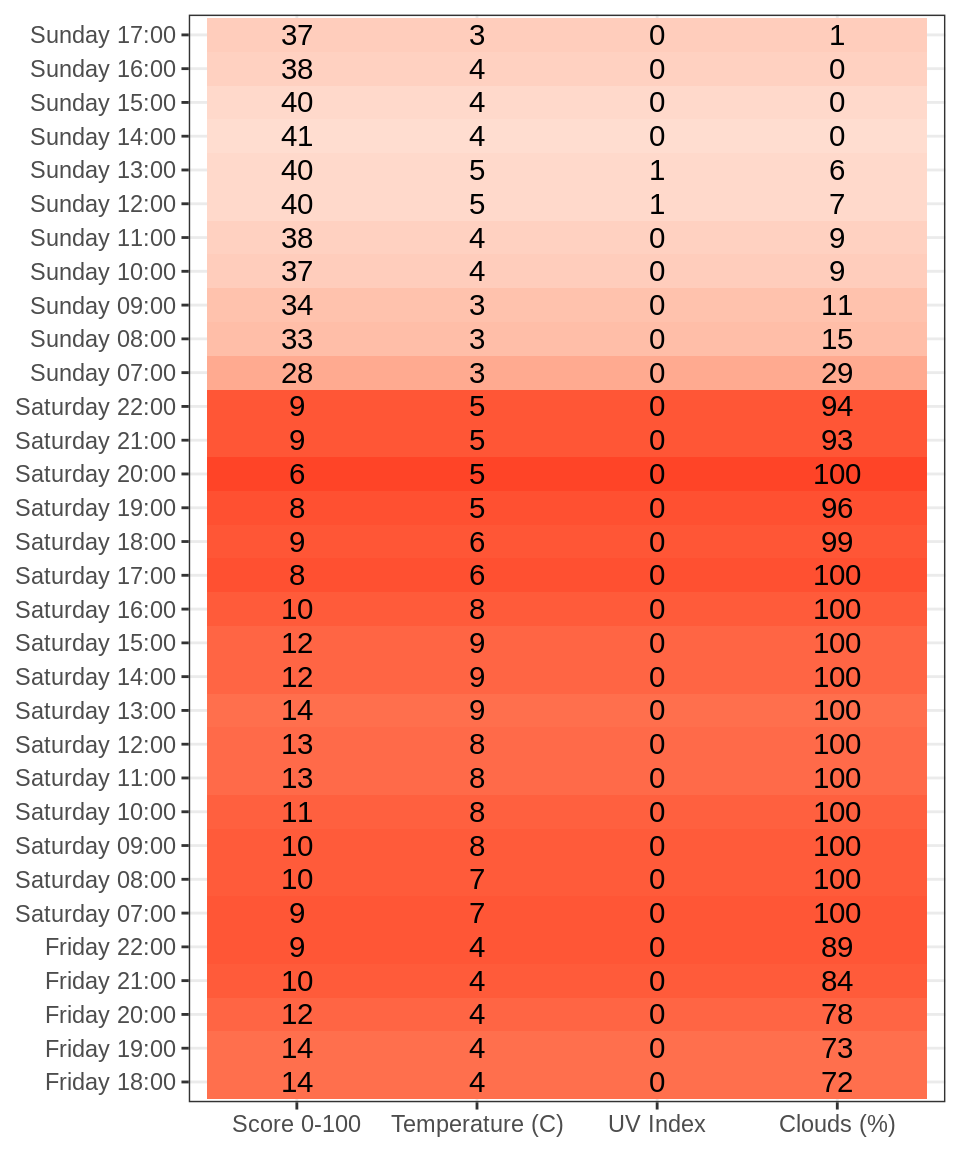 Sunday 17:00 37 3 0 1
Sunday 16:00 38 4 0 0
Sunday 15:00 40 4 0 0
Sunday 14:00 41 4 0 0
Sunday 13:00 40 5 1 6
Sunday 12:00 40 5 1 7
Sunday 11:00 38 4 0 9
Sunday 10:00 37 4 0 9
Sunday 09:00 34 3 0 11
Sunday 08:00 33 3 0 15
Sunday 07:00 28 3 0 29
Saturday 22:00 9 5 0 94
Saturday 21:00 9 5 0 93
Saturday 20:00 6 5 0 100
Saturday 19:00 8 5 0 96
Saturday 18:00 9 6 0 99
Saturday 17:00 8 6 0 100
Saturday 16:00 10 8 0 100
Saturday 15:00 12 9 0 100
Saturday 14:00 12 9 0 100
Saturday 13:00 14 9 0 100
Saturday 12:00 13 8 0 100
Saturday 11:00 13 8 0 100
Saturday 10:00 11 8 0 100
Saturday 09:00 10 8 0 100
Saturday 08:00 10 7 0 100
Saturday 07:00 9 7 0 100
Friday 22:00 9 4 0 89
Friday 21:00 10 4 0 84
Friday 20:00 12 4 0 78
Friday 19:00 14 4 0 73
Friday 18:00 14 4 0 72
Score 0-100 Temperature (C) UV Index Clouds (%)